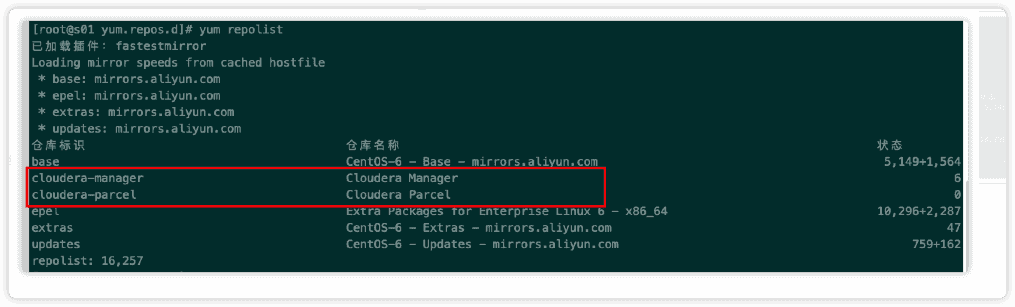 [root@s01 yum.repos.d]# yum repolist
已加载插件：fastestmirror
Loading mirror speeds from cached hostfile
 * base: mirrors.aliyun.com
 * epel: mirrors.aliyun.com
 * extras: mirrors.aliyun.com
 * updates: mirrors.aliyun.com
仓库标识 仓库名称 状态
base CentOS-6 - Base - mirrors.aliyun.com 5,149+1,564
cloudera-manager Cloudera Manager 6
cloudera-parcel Cloudera Parcel 0
epel Extra Packages for Enterprise Linux 6 - x86_64 10,296+2,287
extras CentOS-6 - Extras - mirrors.aliyun.com 47
updates CentOS-6 - Updates - mirrors.aliyun.com 759+162
repolist: 16,257